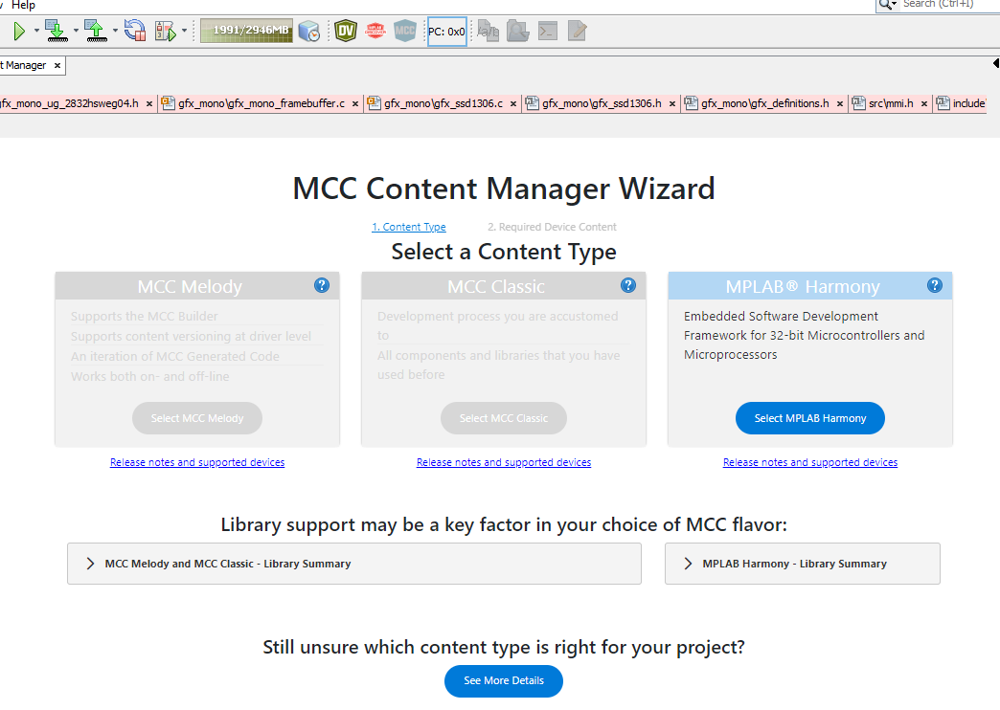 Help
Search (Ctrl+I)
1991/2946MB
DV
MCC
PC: 0x0
t Manager
gfx_mono_ug_2832hsweg04.h
gfx_mono\gfx_mono_framebuffer.c
gfx_mono\gfx_ssd1306.c
gfx_mono\gfx_ssd1306.h
gfx_mono\gfx_definitions.h
src\mmi.h
include
MCC Content Manager Wizard
1. Content Type
2. Required Device Content
Select a Content Type
MCC Melody
Supports the MCC Builder
Supports content versioning at driver level
An iteration of MCC Generated Code
Works both on- and off-line
Select MCC Melody
Release notes and supported devices
MCC Classic
Development process you are accustomed
to
All components and libraries that you have
used before
Select MCC Classic
Release notes and supported devices
MPLAB® Harmony
Embedded Software Development
Framework for 32-bit Microcontrollers and
Microprocessors
Select MPLAB Harmony
Release notes and supported devices
Library support may be a key factor in your choice of MCC flavor:
MCC Melody and MCC Classic - Library Summary
MPLAB Harmony - Library Summary
Still unsure which content type is right for your project?
See More Details